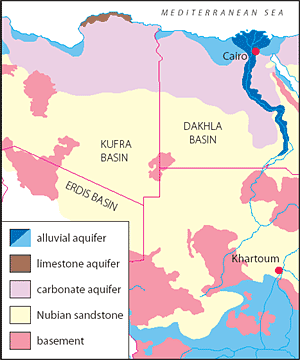 MEDITERRANEAN SEA
Cairo
DAKHLA
BASIN
KUFRA
BASIN
ERDIS BASIN
Khartoum
alluvial aquifer
limestone aquifer
carbonate aquifer
Nubian sandstone
basement